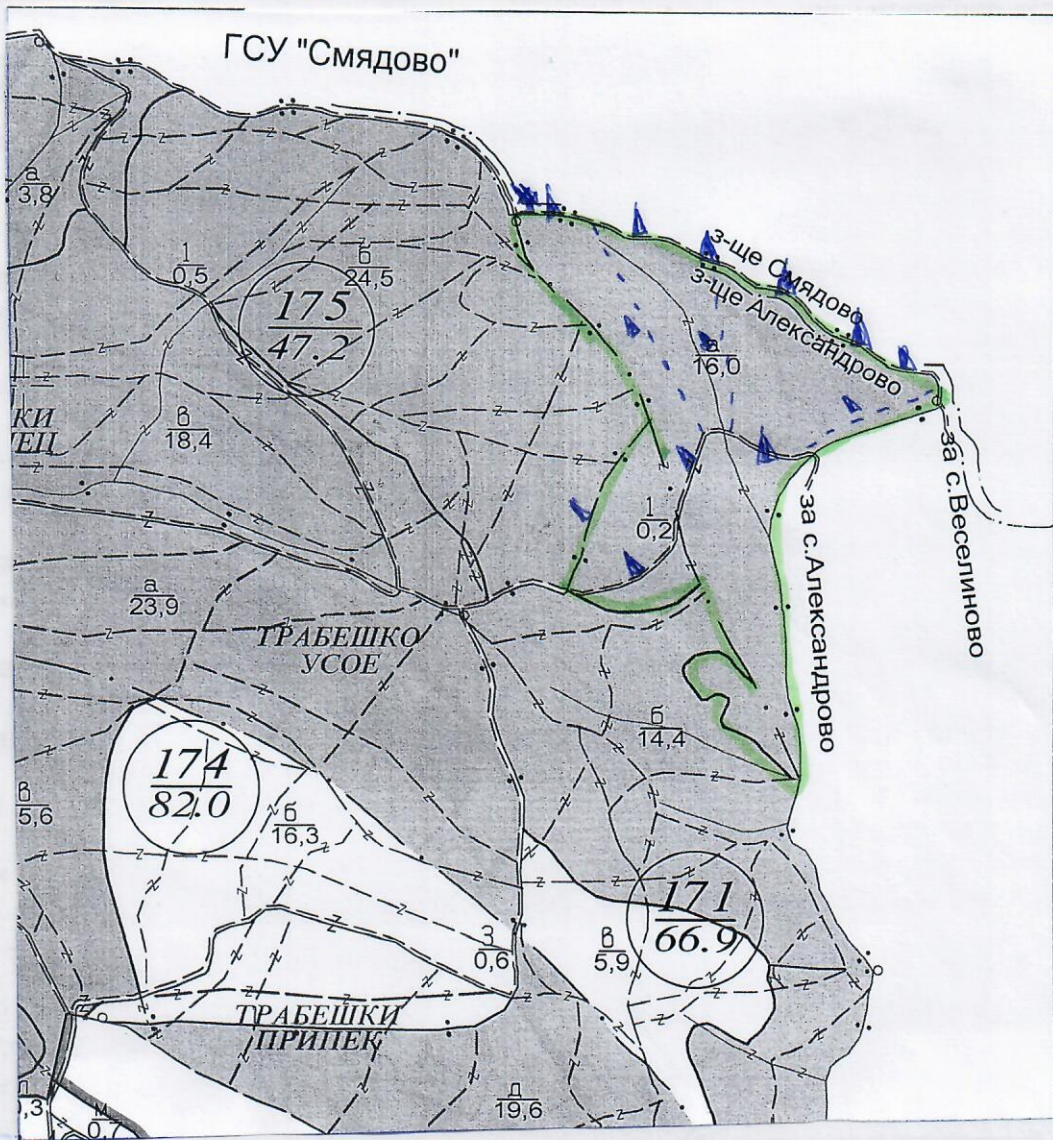 ГСУ "Смядово"
а
3,8
1
0,5
б
24,5
175
47.2
з-ще Смядово
з-ще Александрово
а
16,0
КИ
ЕЦ
в
18,4
за с.Веселиново
за с.Александрово
1
0,2
а
23,9
ТРАБЕШКО
УСОЕ
б
14,4
174
82.0
в
5,6
б
16,3
171
66.9
3
0,6
в
5,9
ТРАБЕШКИ
ПРИПЕК
д
19,6
м
0,7